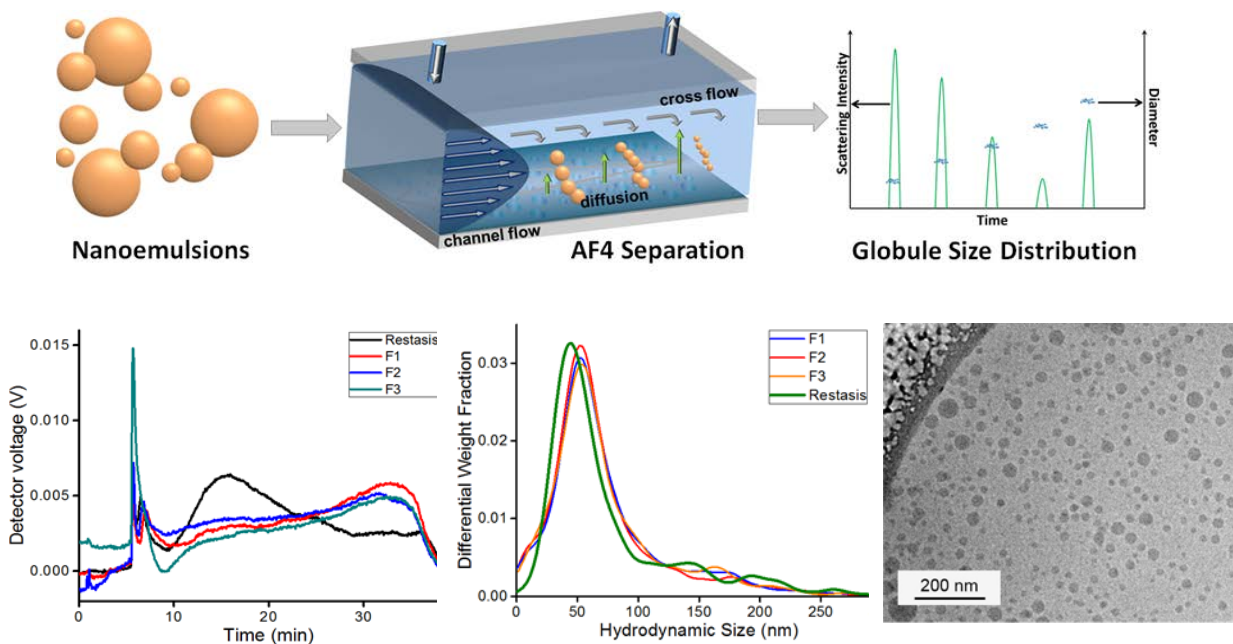 cross flow
diffusion
channel flow
Scattering Intensity
Diameter
Time
Nanoemulsions
AF4 Separation
Globule Size Distribution
Detector voltage (V)
0.015
0.010
0.005
0.000
0
10
20
30
Time (min)
Restasis
F1
F2
F3
Differential Weight Fraction
0.03
0.02
0.01
0.00
0
50
100
150
200
250
Hydrodynamic Size (nm)
F1
F2
F3
Restasis
200 nm